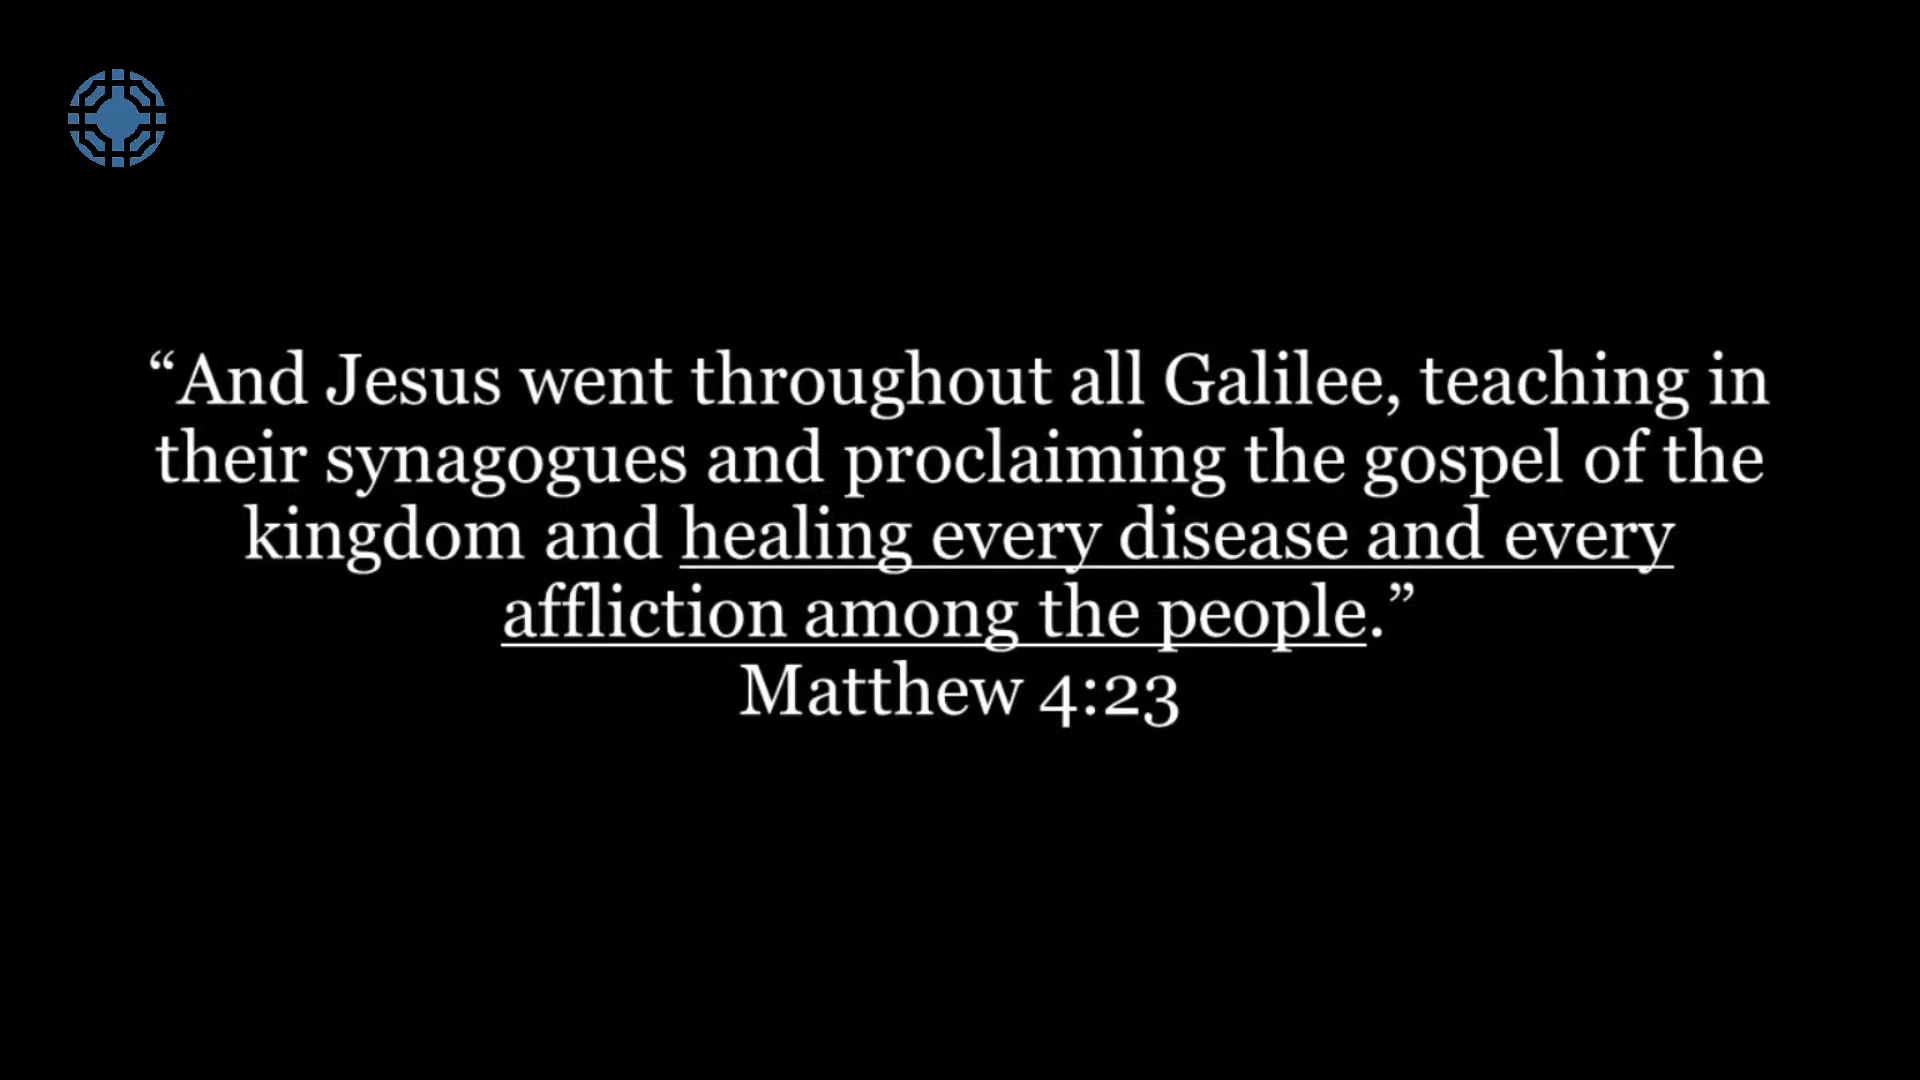 “And Jesus went throughout all Galilee, teaching in
their synagogues and proclaiming the gospel of the
kingdom and healing every disease and every
affliction among the people.”
Matthew 4:23